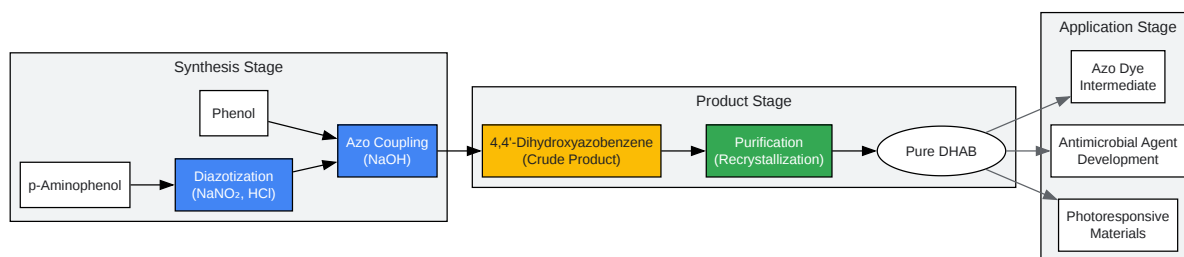 Synthesis Stage
Phenol
p-Aminophenol
Diazotization
(NaNO₂, HCl)
Azo Coupling
(NaOH)
Product Stage
4,4'-Dihydroxyazobenzene
(Crude Product)
Purification
(Recrystallization)
Pure DHAB
Application Stage
Azo Dye
Intermediate
Antimicrobial Agent
Development
Photoresponsive
Materials